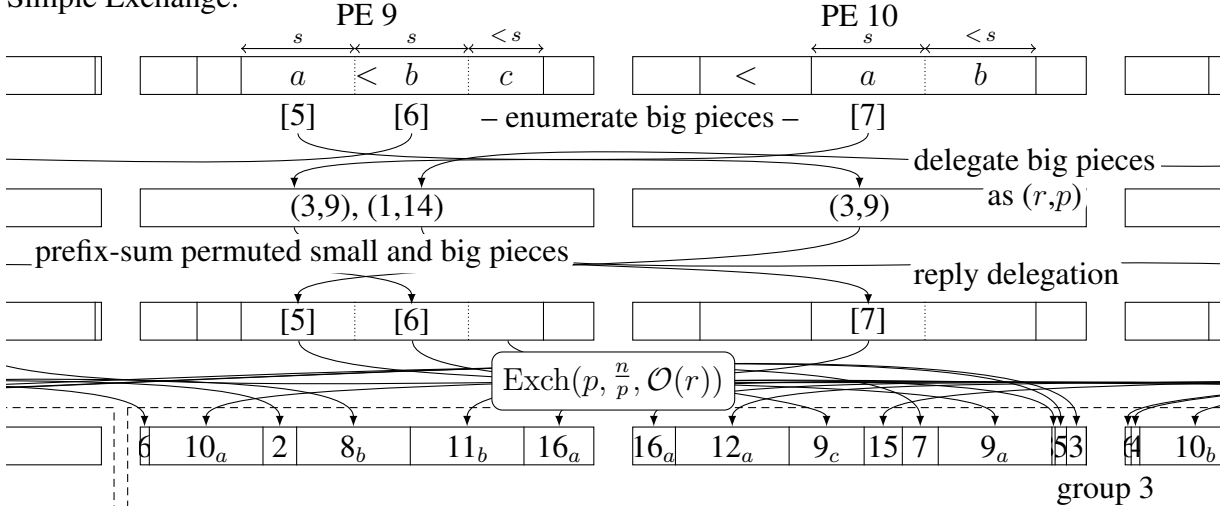 Simple Exchange:
PE 9 PE 10
s s < s s < s
a < b c < a b
[5] [6] – enumerate big pieces – [7]
delegate big pieces
as (r,p)
(3,9), (1,14) (3,9)
prefix-sum permuted small and big pieces
reply delegation
[5] [6] [7]
Exch(p, n/p, O(r))
6 10a 2 8b 11b 16a 16a 12a 9c 15 7 9a 5 3 4 10b
group 3